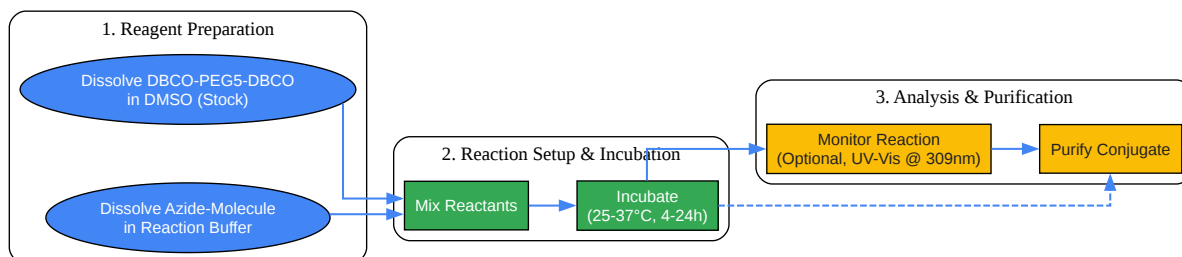 1. Reagent Preparation
Dissolve DBCO-PEG5-DBCO
in DMSO (Stock)
Dissolve Azide-Molecule
in Reaction Buffer
2. Reaction Setup & Incubation
Mix Reactants
Incubate
(25-37°C, 4-24h)
3. Analysis & Purification
Monitor Reaction
(Optional, UV-Vis @ 309nm)
Purify Conjugate